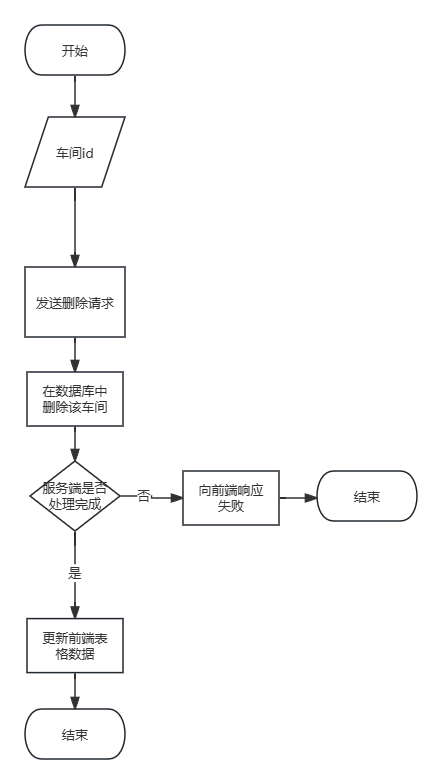 开始
车间id
发送删除请求
在数据库中
删除该车间
服务端是否
处理完成
否
向前端响应
失败
结束
是
更新前端表
格数据
结束